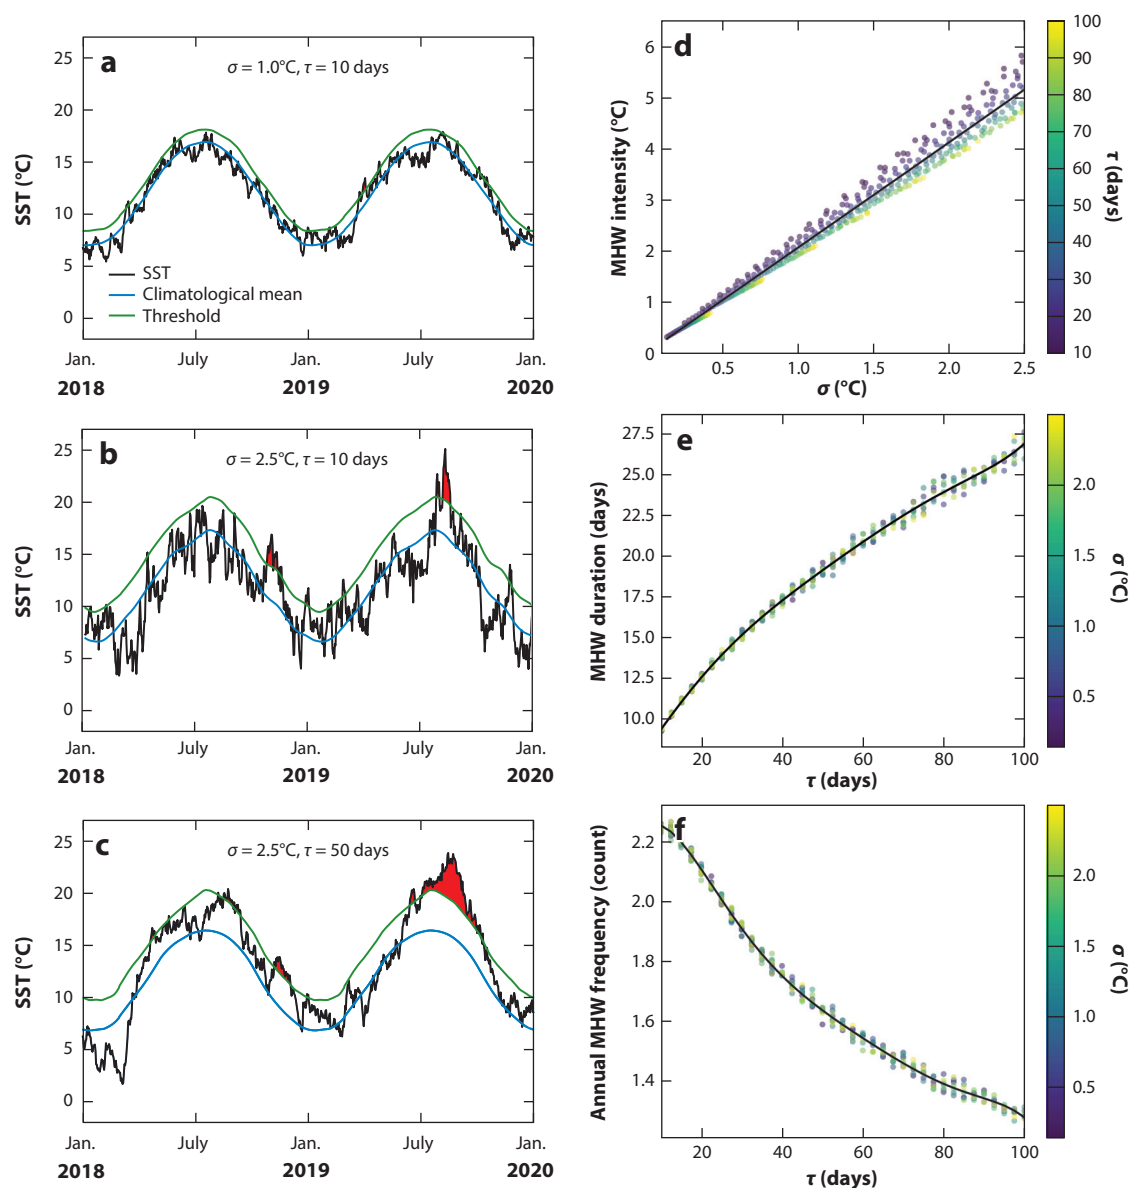 a
σ = 1.0°C, τ = 10 days
25
20
15
10
5
0
SST (°C)
SST
Climatological mean
Threshold
Jan.
July
Jan.
July
Jan.
2018
2019
2020
b
σ = 2.5°C, τ = 10 days
25
20
15
10
5
0
SST (°C)
Jan.
July
Jan.
July
Jan.
2018
2019
2020
c
σ = 2.5°C, τ = 50 days
25
20
15
10
5
0
SST (°C)
Jan.
July
Jan.
July
Jan.
2018
2019
2020
d
6
5
4
3
2
1
0
MHW intensity (°C)
0.5
1.0
1.5
2.0
2.5
σ (°C)
100
90
80
70
60
50
40
30
20
10
τ (days)
e
27.5
25.0
22.5
20.0
17.5
15.0
12.5
10.0
MHW duration (days)
20
40
60
80
100
τ (days)
2.0
1.5
1.0
0.5
σ (°C)
f
2.2
2.0
1.8
1.6
1.4
Annual MHW frequency (count)
20
40
60
80
100
τ (days)
2.0
1.5
1.0
0.5
σ (°C)